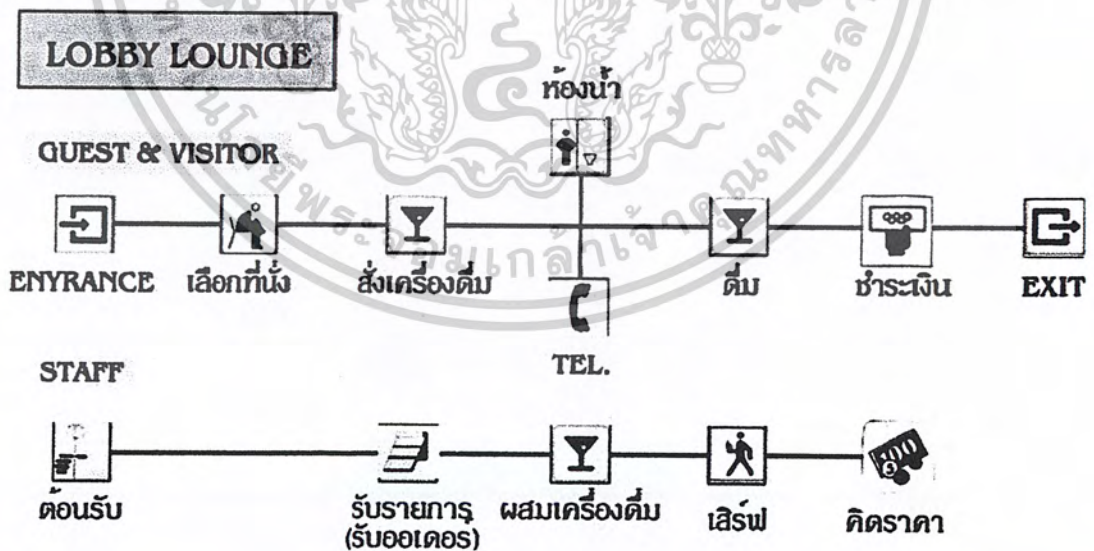 LOBBY LOUNGE
ห้องน้ำ
GUEST & VISITOR
ENYRANCE เลือกที่นั่ง สั่งเครื่องดื่ม ดื่ม ชำระเงิน EXIT
TEL.
STAFF
ต้อนรับ รับรายการ ผสมเครื่องดื่ม เสิร์ฟ คิดราคา
(รับออเดอร์)